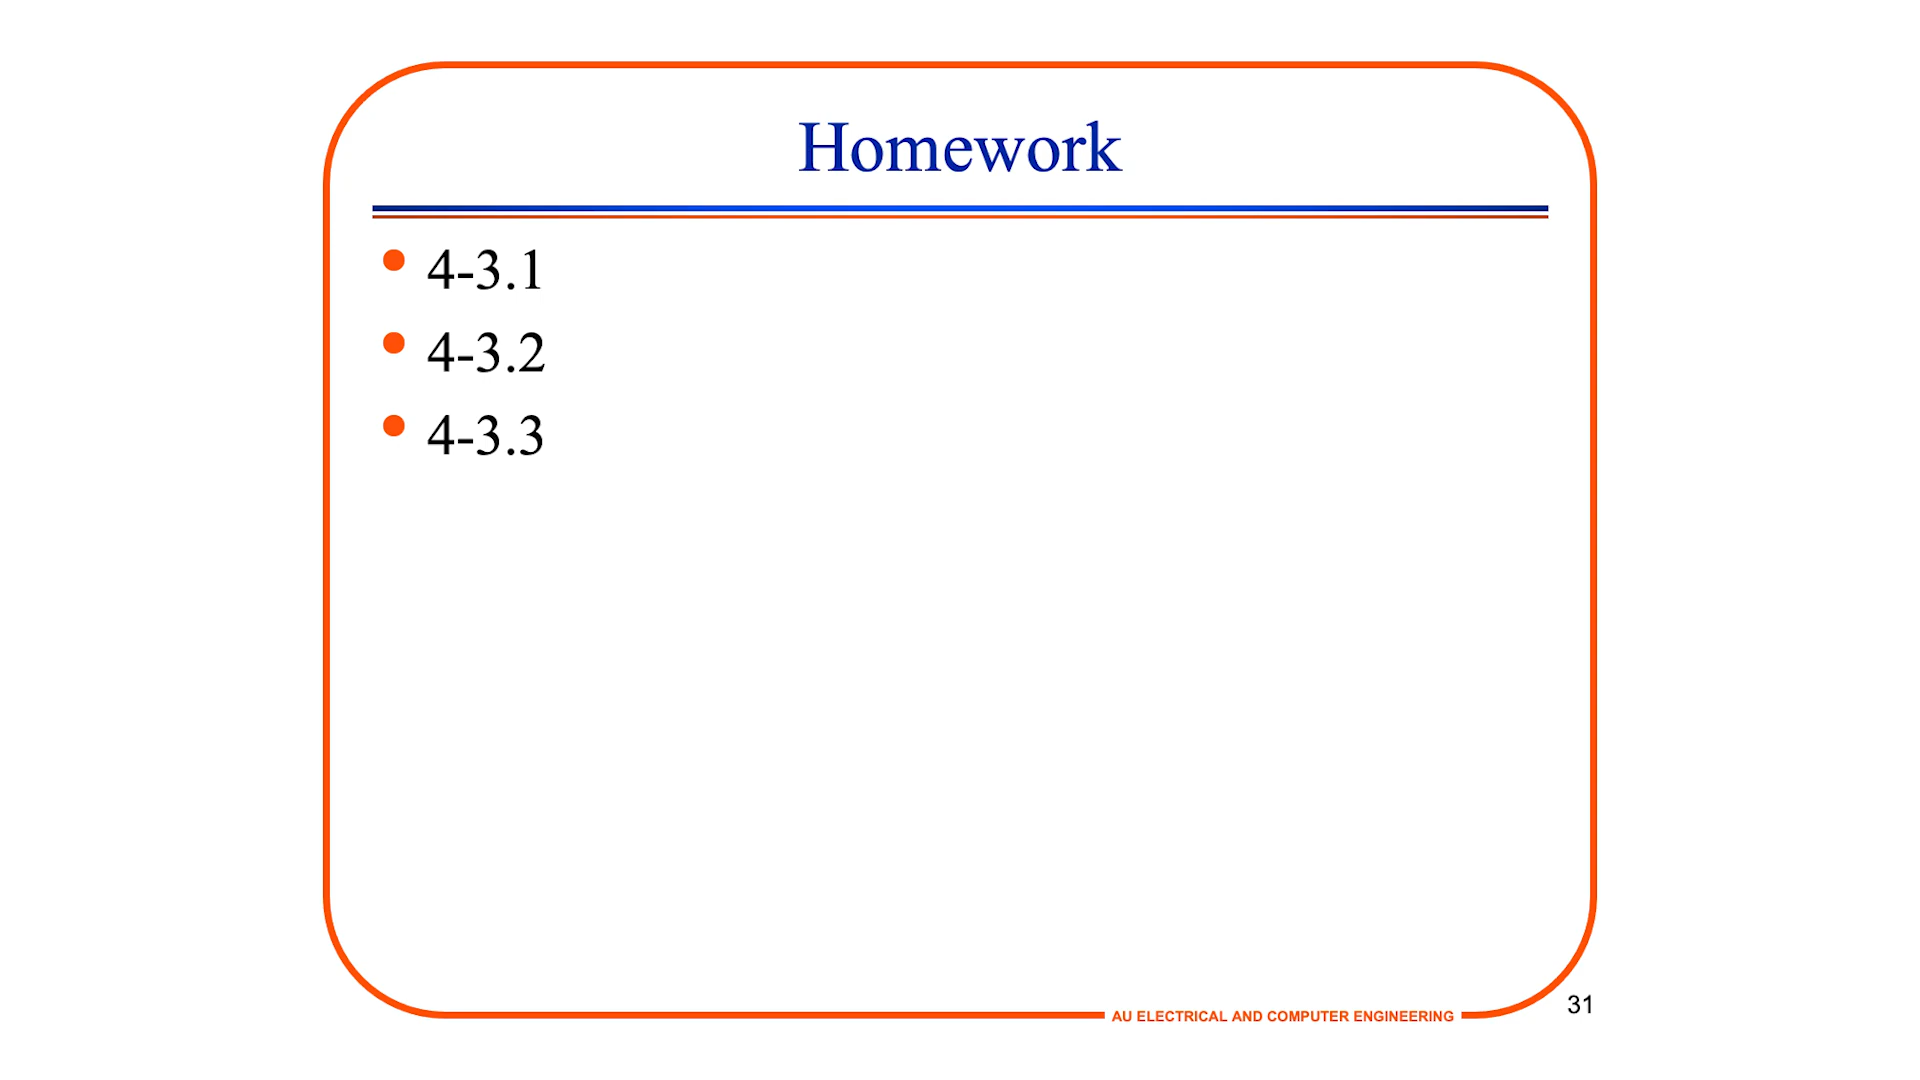 Homework
• 4-3.1
• 4-3.2
• 4-3.3
AU ELECTRICAL AND COMPUTER ENGINEERING
31